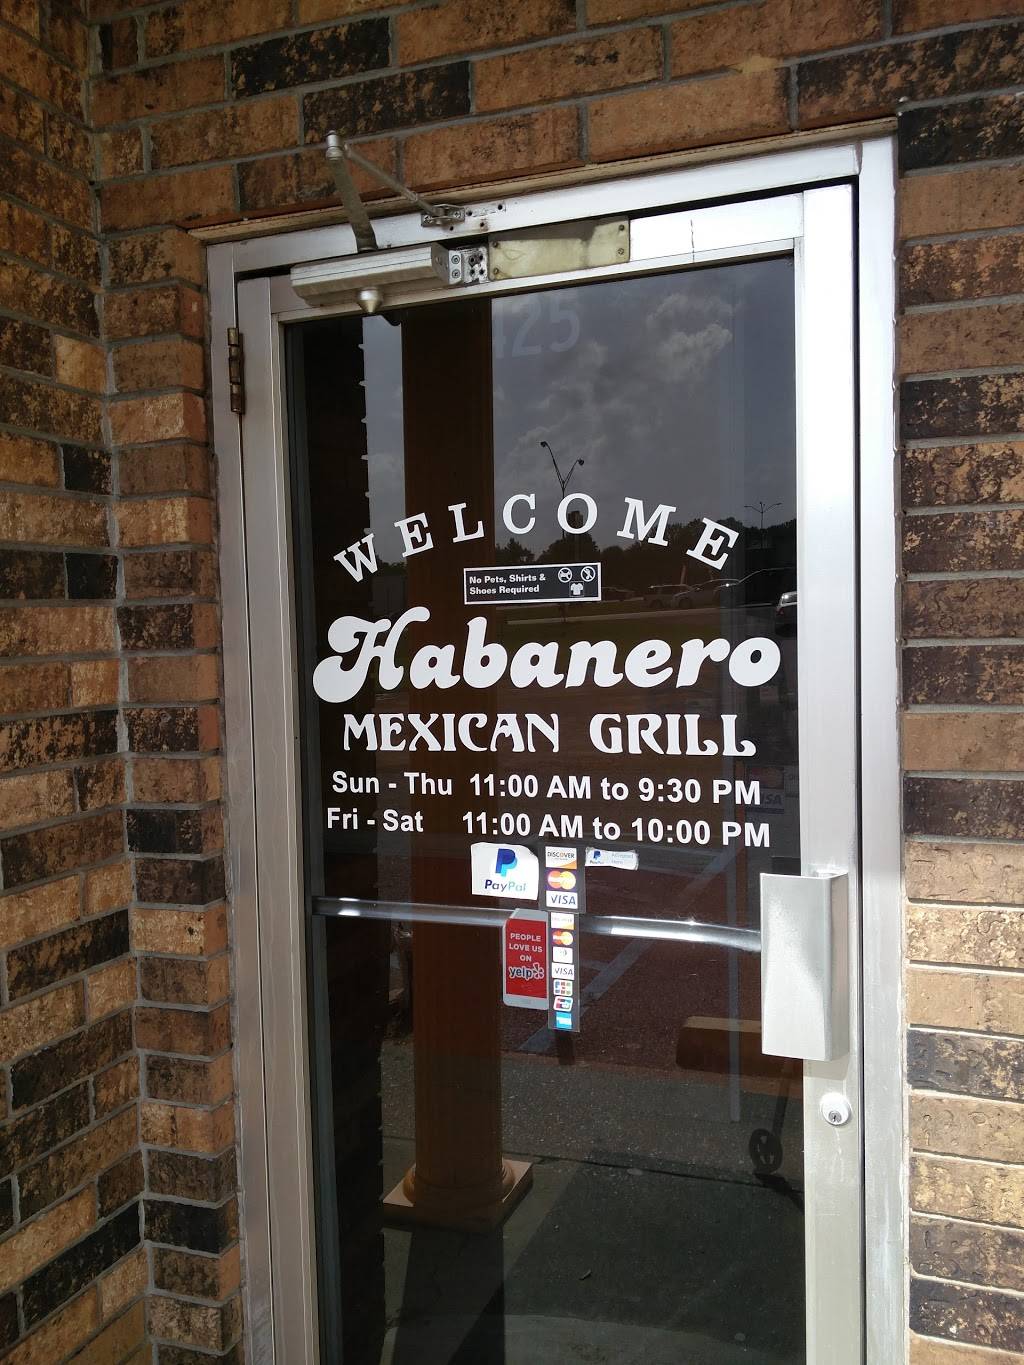 125
WELCOME
No Pets, Shirts &
Shoes Required
Habanero
MEXICAN GRILL
Sun - Thu 11:00 AM to 9:30 PM
Fri - Sat 11:00 AM to 10:00 PM
PayPal
DISCOVER
VISA
PEOPLE
LOVE US
ON
yelp
VISA